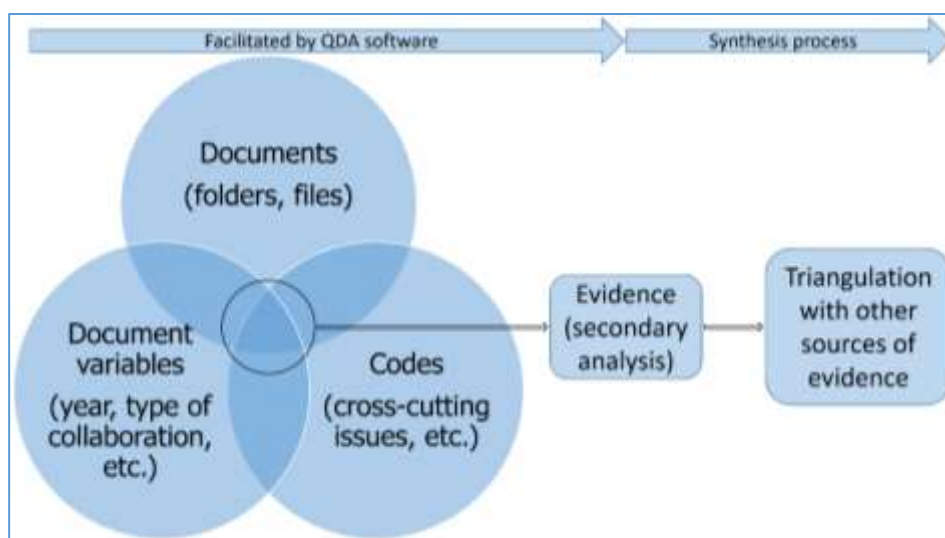 Facilitated by QDA software
Synthesis process
Documents
(folders, files)
Document
variables
(year, type of
collaboration,
etc.)
Codes
(cross-cutting
issues, etc.)
Evidence
(secondary
analysis)
Triangulation
with other
sources of
evidence